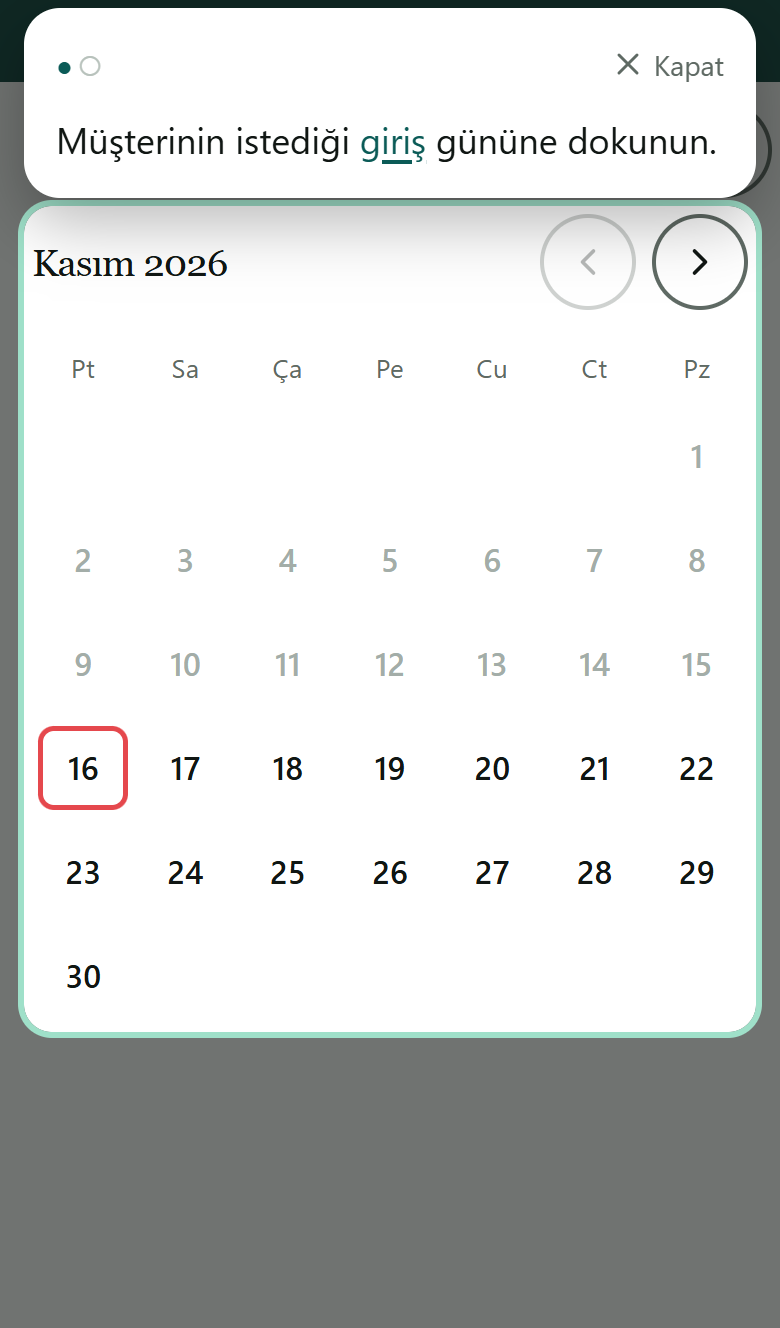 Kapat
Müşterinin istediği giriş gününe dokunun.
Kasım 2026
Pt Sa Ça Pe Cu Ct Pz
1
2 3 4 5 6 7 8
9 10 11 12 13 14 15
16 17 18 19 20 21 22
23 24 25 26 27 28 29
30